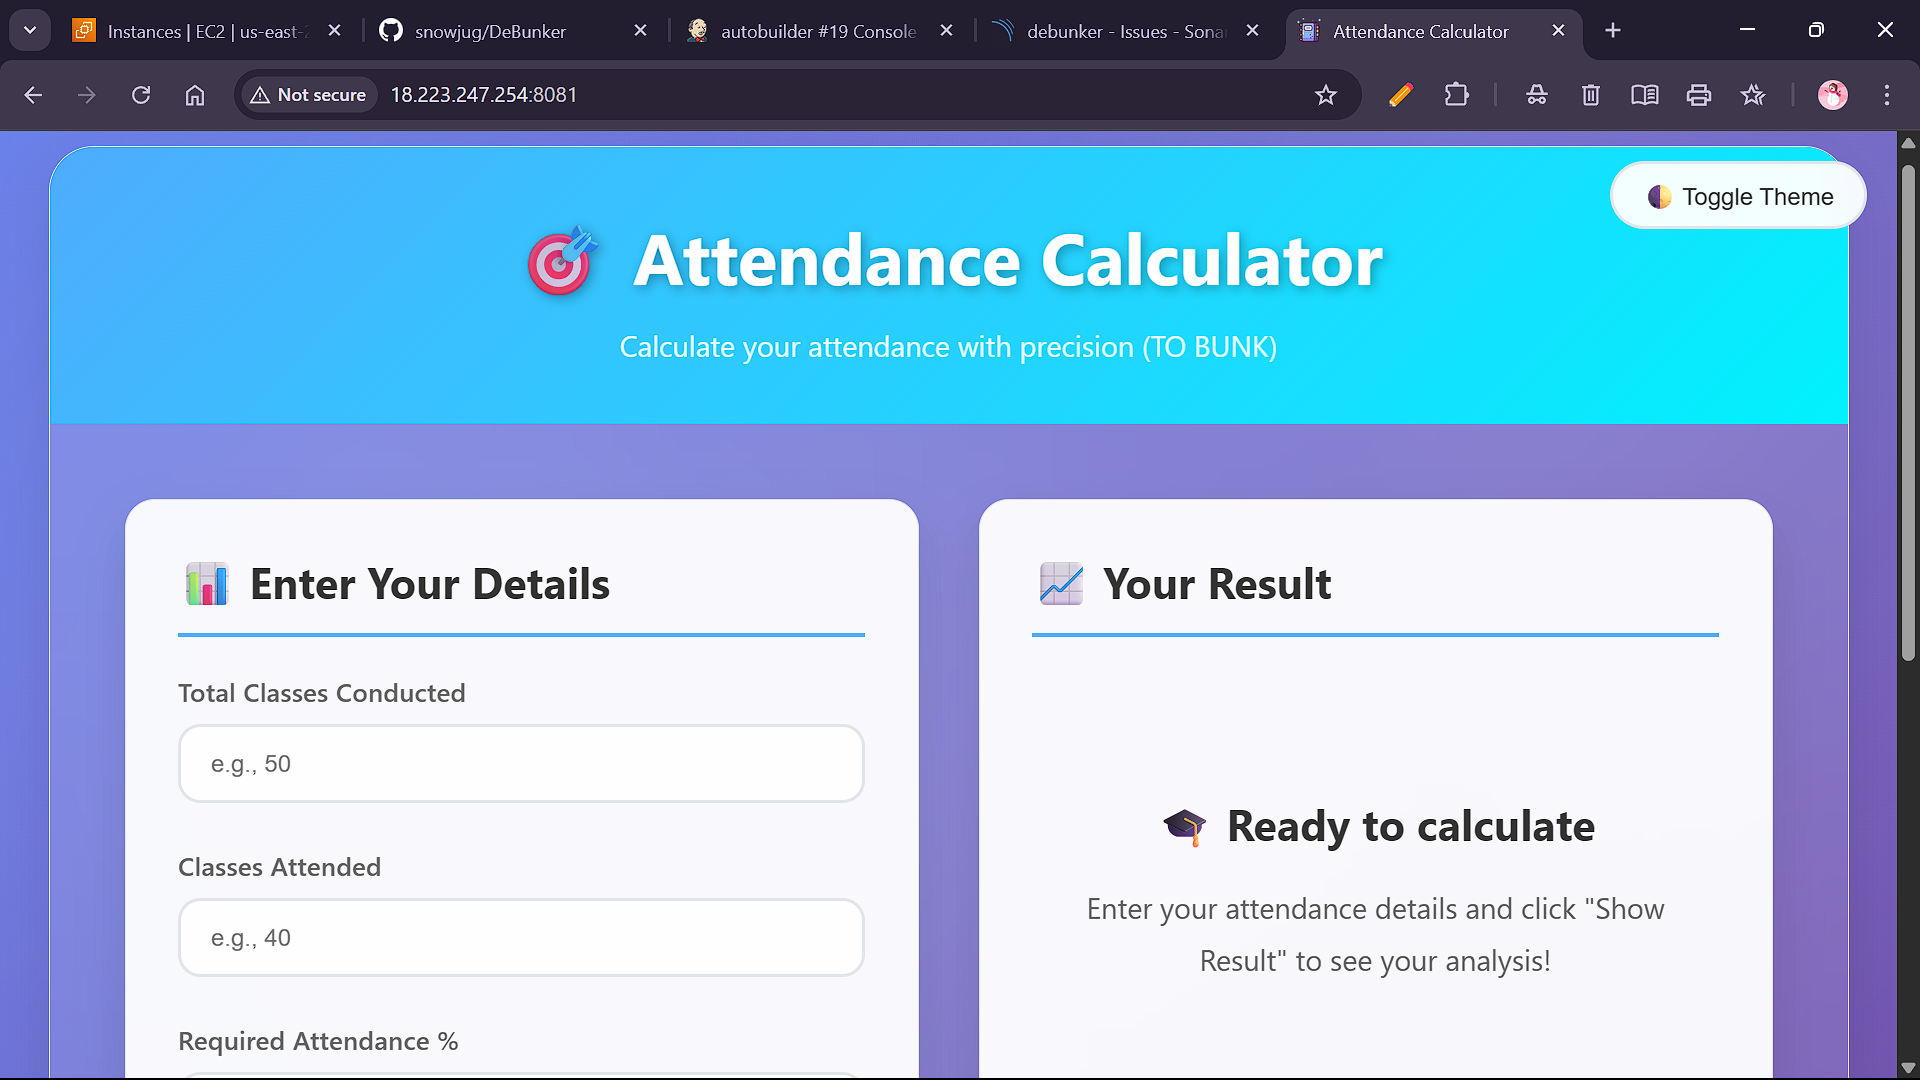 Instances | EC2 | us-east-2
snowjug/DeBunker
autobuilder #19 Console
debunker - Issues - Sona
Attendance Calculator
Not secure
18.223.247.254:8081
Toggle Theme
Attendance Calculator
Calculate your attendance with precision (TO BUNK)
Enter Your Details
Total Classes Conducted
e.g., 50
Classes Attended
e.g., 40
Required Attendance %
Your Result
Ready to calculate
Enter your attendance details and click "Show
Result" to see your analysis!